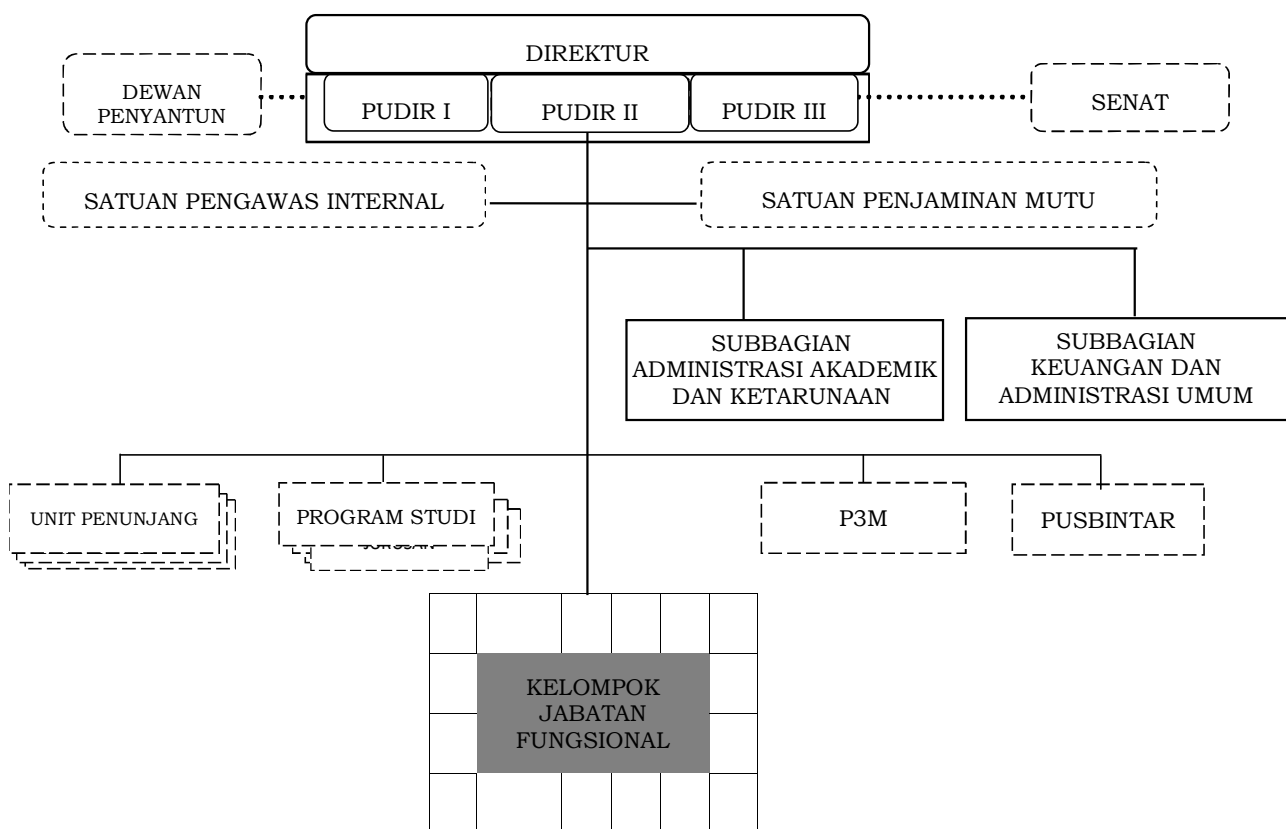 DIREKTUR
DEWAN
PENYANTUN
PUDIR I
PUDIR II
PUDIR III
SENAT
SATUAN PENGAWAS INTERNAL
SATUAN PENJAMINAN MUTU
SUBBAGIAN
ADMINISTRASI AKADEMIK
DAN KETARUNAAN
SUBBAGIAN
KEUANGAN DAN
ADMINISTRASI UMUM
UNIT PENUNJANG
PROGRAM STUDI
P3M
PUSBINTAR
KELOMPOK
JABATAN
FUNGSIONAL